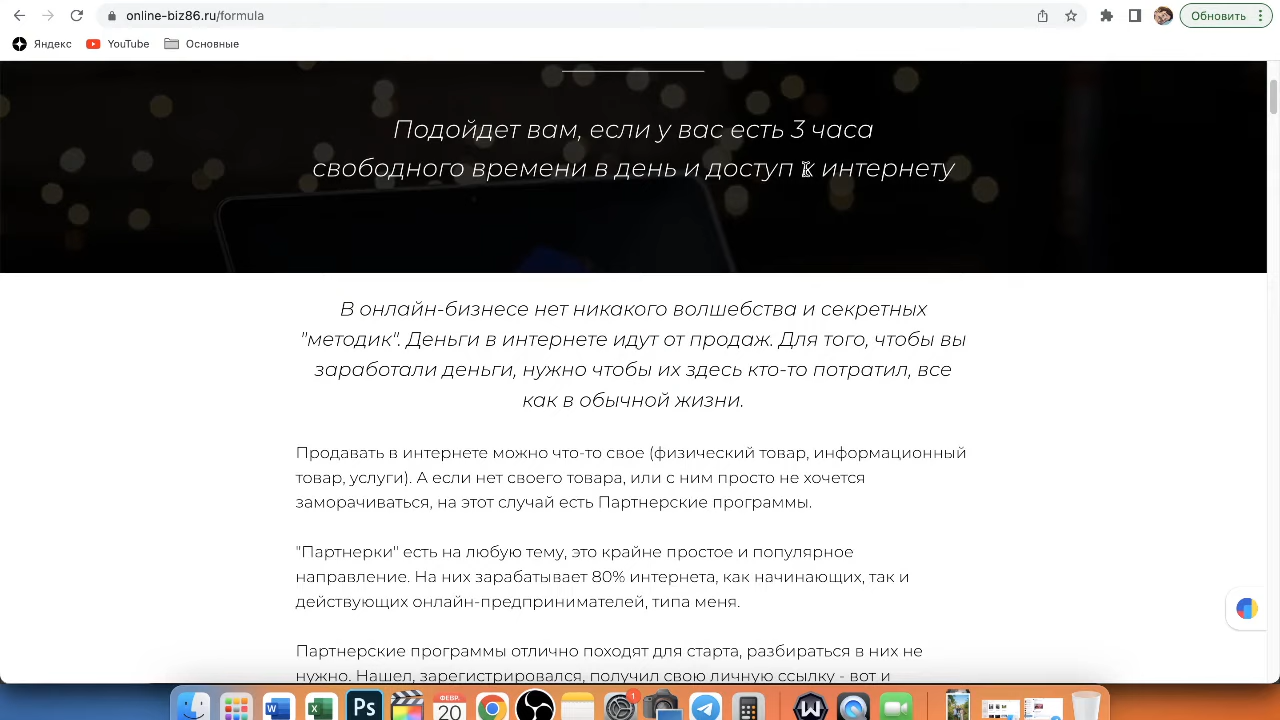 online-biz86.ru/formula
Обновить
Яндекс
YouTube
Основные
Подойдет вам, если у вас есть 3 часа
свободного времени в день и доступ к интернету
В онлайн-бизнесе нет никакого волшебства и секретных
"методик". Деньги в интернете идут от продаж. Для того, чтобы вы
заработали деньги, нужно чтобы их здесь кто-то потратил, все
как в обычной жизни.
Продавать в интернете можно что-то свое (физический товар, информационный
товар, услуги). А если нет своего товара, или с ним просто не хочется
заморачиваться, на этот случай есть Партнерские программы.
"Партнерки" есть на любую тему, это крайне простое и популярное
направление. На них зарабатывает 80% интернета, как начинающих, так и
действующих онлайн-предпринимателей, типа меня.
Партнерские программы отлично походят для старта, разбираться в них не
нужно. Нашел, зарегистрировался, получил свою личную ссылку - вот и
W
X
Ps
ФЕВР.
20
1
W